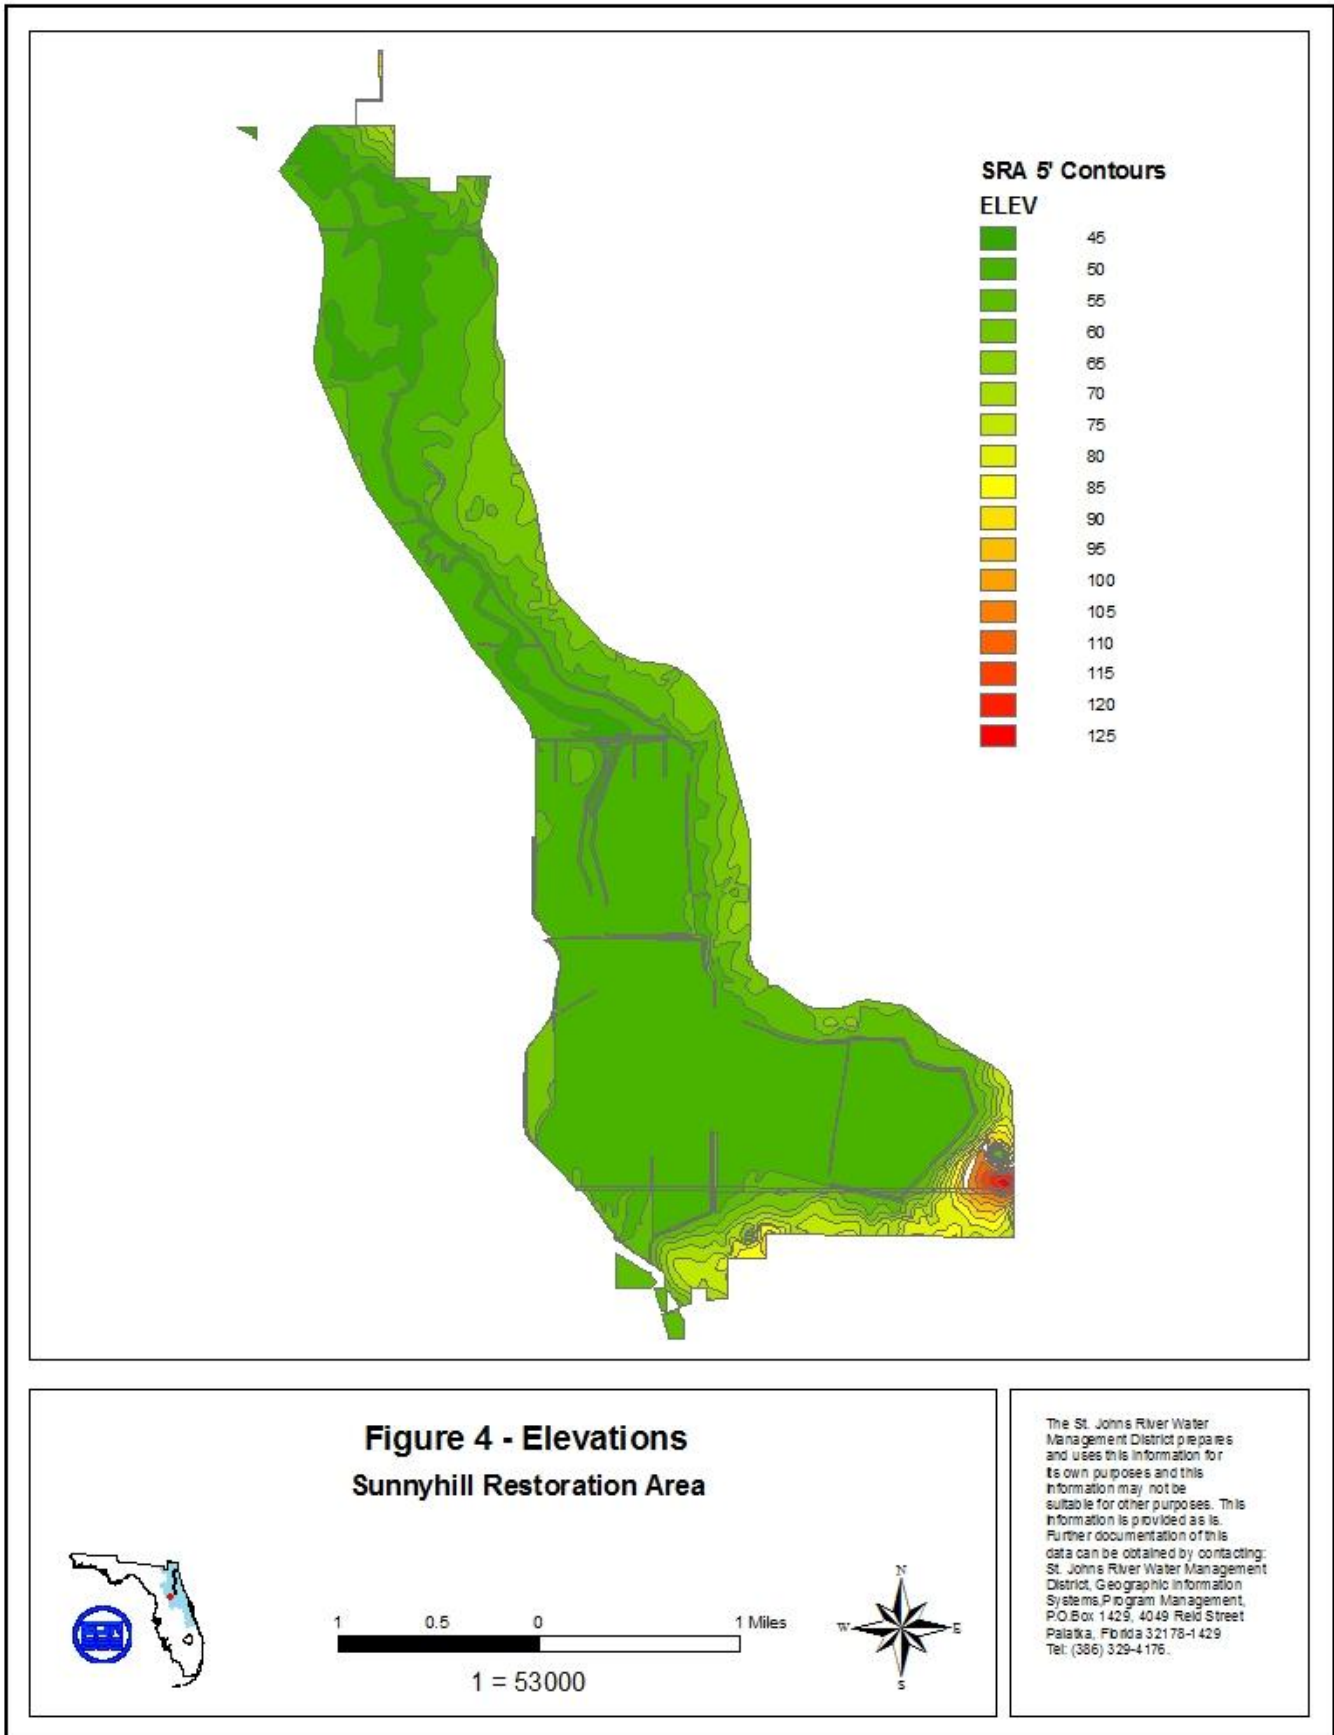 SRA 5' Contours
ELEV
45
50
55
60
65
70
75
80
85
90
95
100
105
110
115
120
125
Figure 4 - Elevations
Sunnyhill Restoration Area
1 0.5 0 1 Miles
1 = 53000
N
W E
S
The St. Johns River Water
Management District prepares
and uses this information for
its own purposes and this
information may not be
suitable for other purposes. This
information is provided as is.
Further documentation of this
data can be obtained by contacting:
St. Johns River Water Management
District, Geographic Information
Systems,Program Management,
P.O.Box 1429, 4049 Reid Street
Palatka, Florida 32178-1429
Tel: (386) 329-4176.